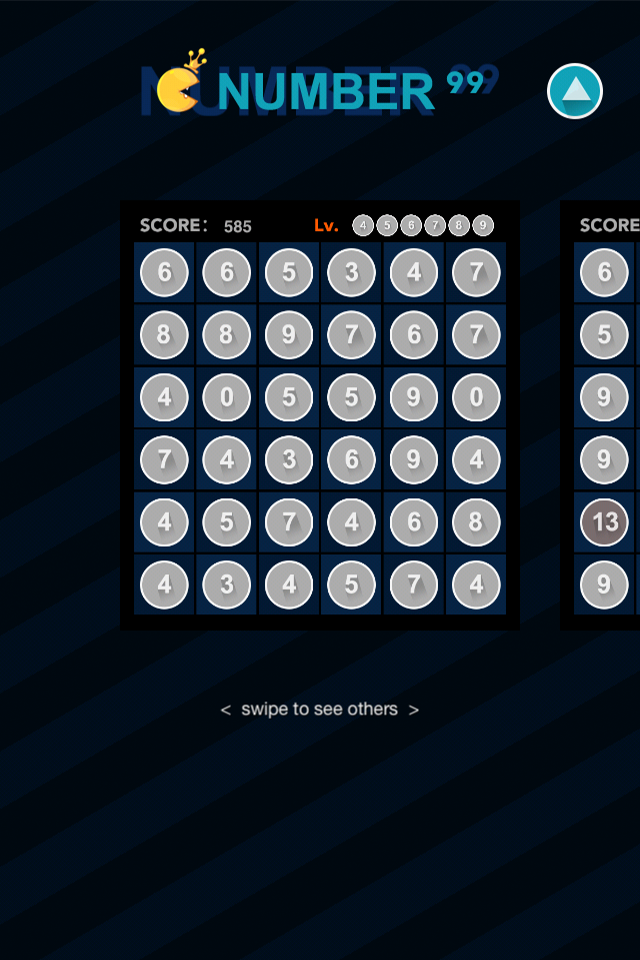 NUMBER 99
SCORE: 585 Lv. 4 5 6 7 8 9
6 6 5 3 4 7
8 8 9 7 6 7
4 0 5 5 9 0
7 4 3 6 9 4
4 5 7 4 6 8
4 3 4 5 7 4
SCORE
6
5
9
9
13
9
< swipe to see others >